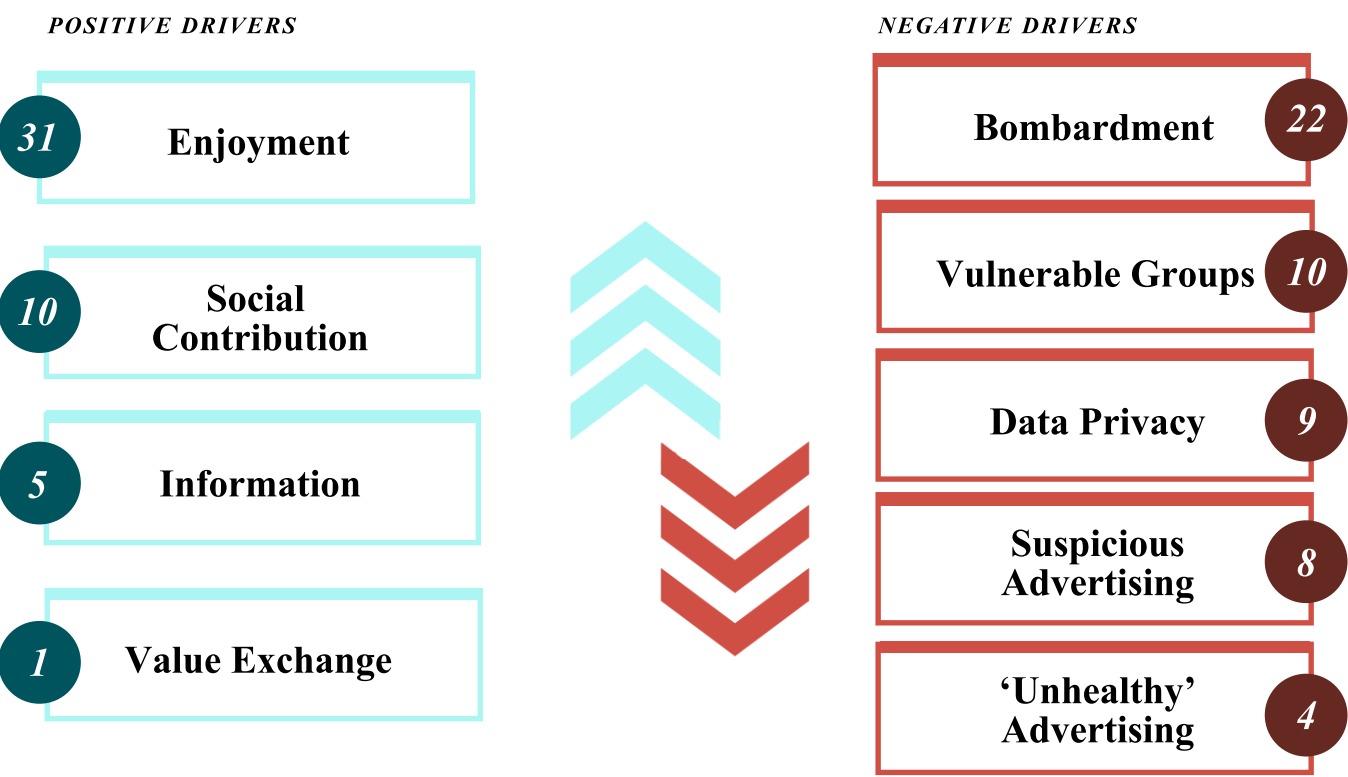 POSITIVE DRIVERS
31
Enjoyment
10
Social
Contribution
5
Information
1
Value Exchange
NEGATIVE DRIVERS
Bombardment
22
Vulnerable Groups
10
Data Privacy
9
Suspicious
Advertising
8
‘Unhealthy’
Advertising
4